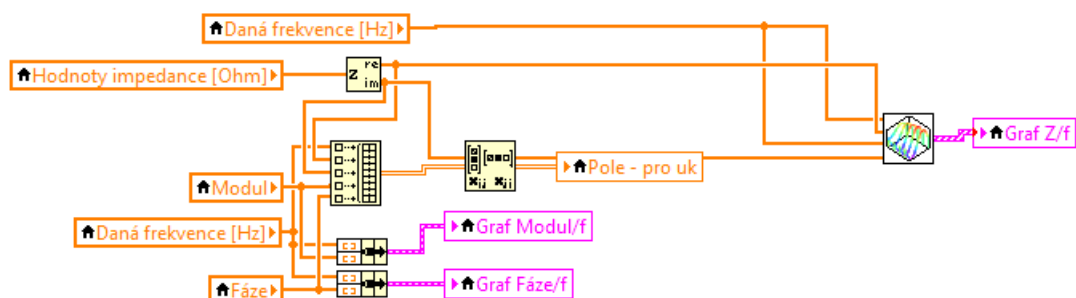 Daná frekvence [Hz]
Hodnoty impedance [Ohm]
Z re
im
Graf Z/f
Pole - pro uk
Modul
Graf Modul/f
Daná frekvence [Hz]
Fáze
Graf Fáze/f